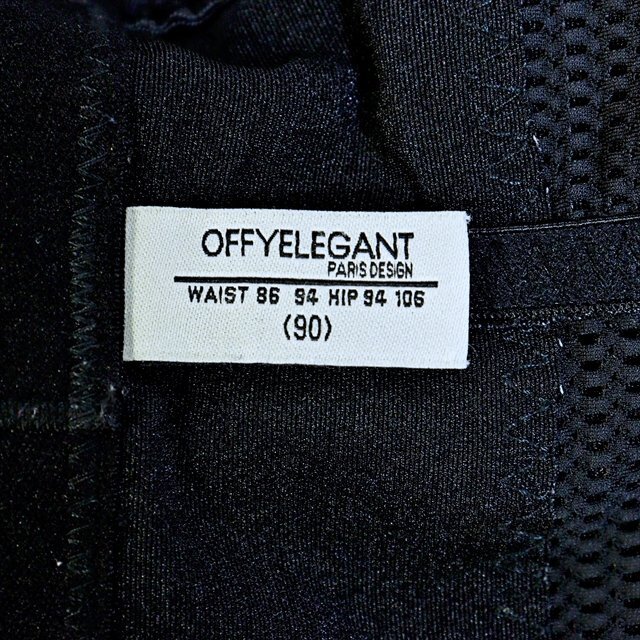 OFFYELEGANT
PARIS DESIGN
WAIST 86 94 HIP 94 106
(90)